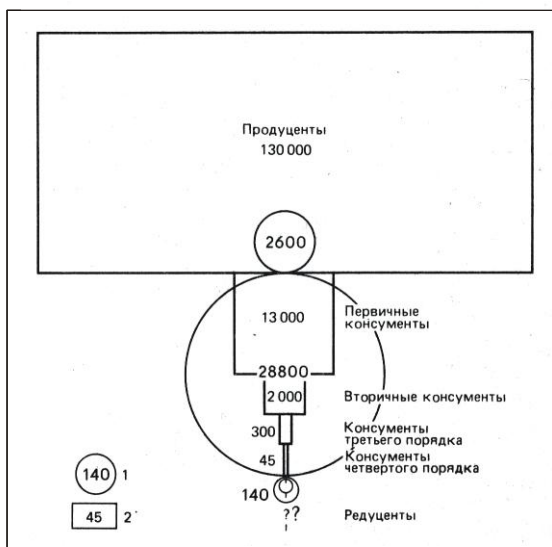 Продуценты
130 000
2600
13 000
Первичные
консументы
28800
2 000
Вторичные консументы
300
Консументы
третьего порядка
45
Консументы
четвертого порядка
140 1
140
45 2
??
Редуценты